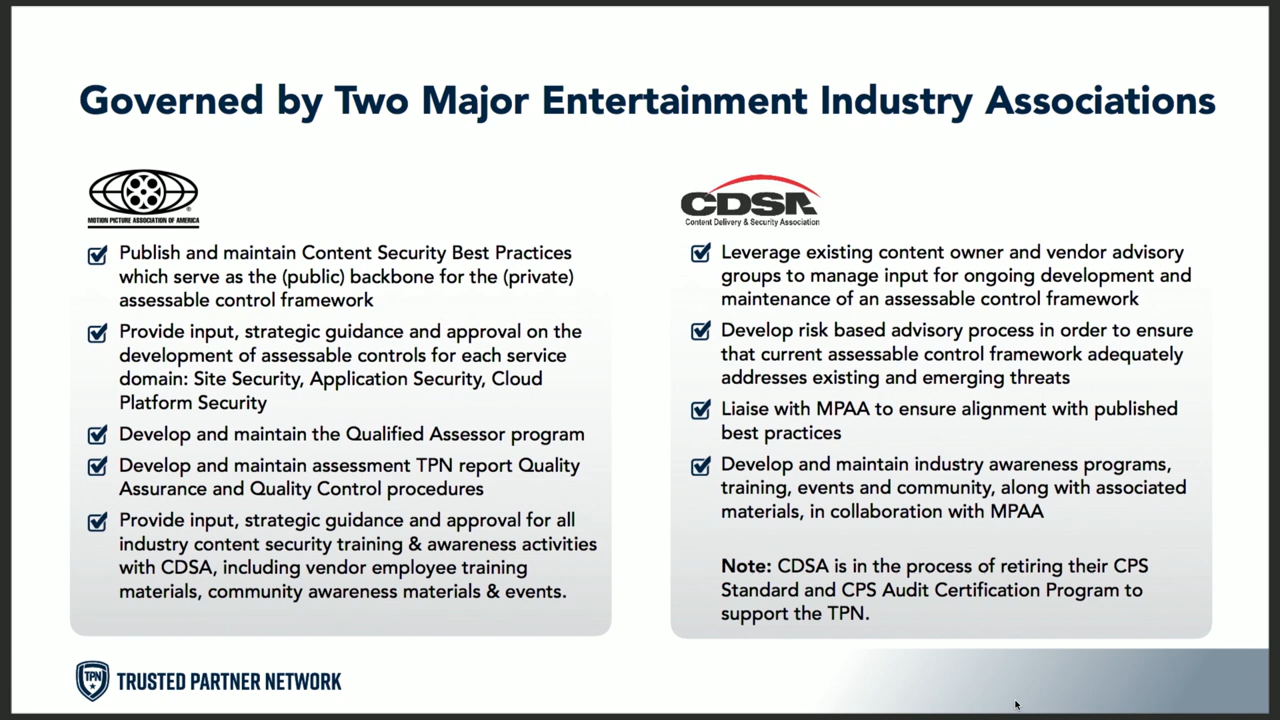 Governed by Two Major Entertainment Industry Associations
MOTION PICTURE ASSOCIATION OF AMERICA
®
Publish and maintain Content Security Best Practices
which serve as the (public) backbone for the (private)
assessable control framework
Provide input, strategic guidance and approval on the
development of assessable controls for each service
domain: Site Security, Application Security, Cloud
Platform Security
Develop and maintain the Qualified Assessor program
Develop and maintain assessment TPN report Quality
Assurance and Quality Control procedures
Provide input, strategic guidance and approval for all
industry content security training & awareness activities
with CDSA, including vendor employee training
materials, community awareness materials & events.
CDSA
Content Delivery & Security Association
Leverage existing content owner and vendor advisory
groups to manage input for ongoing development and
maintenance of an assessable control framework
Develop risk based advisory process in order to ensure
that current assessable control framework adequately
addresses existing and emerging threats
Liaise with MPAA to ensure alignment with published
best practices
Develop and maintain industry awareness programs,
training, events and community, along with associated
materials, in collaboration with MPAA
Note: CDSA is in the process of retiring their CPS
Standard and CPS Audit Certification Program to
support the TPN.
TPN
TRUSTED PARTNER NETWORK